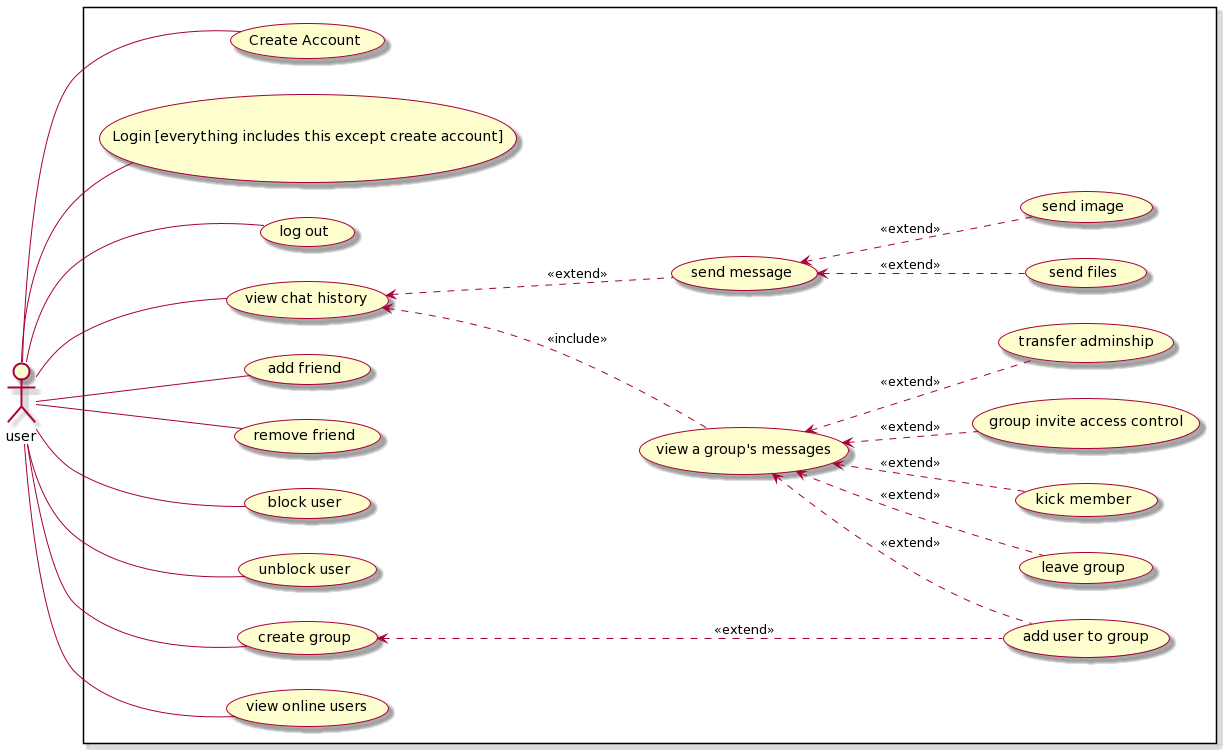 Create Account
Login [everything includes this except create account]
log out
view chat history
add friend
remove friend
block user
unblock user
create group
view online users
user
«extend»
«include»
send message
view a group's messages
«extend»
«extend»
«extend»
«extend»
«extend»
«extend»
«extend»
«extend»
send image
send files
transfer adminship
group invite access control
kick member
leave group
add user to group